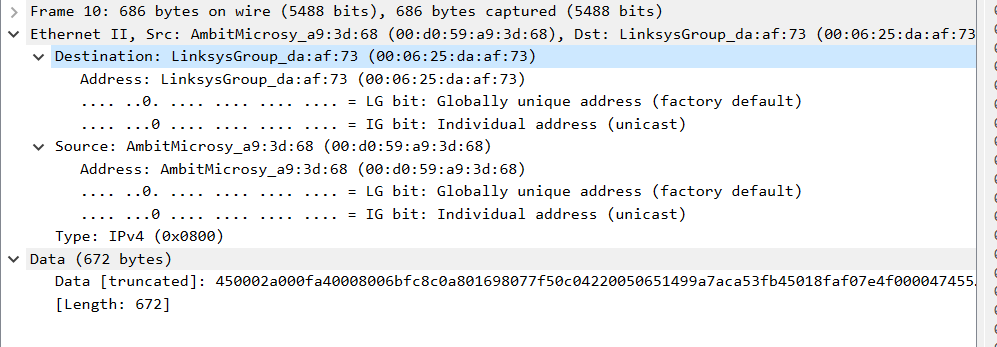 Frame 10: 686 bytes on wire (5488 bits), 686 bytes captured (5488 bits)
Ethernet II, Src: AmbitMicrosy_a9:3d:68 (00:d0:59:a9:3d:68), Dst: LinksysGroup_da:af:73 (00:06:25:da:af:73
Destination: LinksysGroup_da:af:73 (00:06:25:da:af:73)
Address: LinksysGroup_da:af:73 (00:06:25:da:af:73)
.... ..0. .... .... .... .... = LG bit: Globally unique address (factory default)
.... ...0 .... .... .... .... = IG bit: Individual address (unicast)
Source: AmbitMicrosy_a9:3d:68 (00:d0:59:a9:3d:68)
Address: AmbitMicrosy_a9:3d:68 (00:d0:59:a9:3d:68)
.... ..0. .... .... .... .... = LG bit: Globally unique address (factory default)
.... ...0 .... .... .... .... = IG bit: Individual address (unicast)
Type: IPv4 (0x0800)
Data (672 bytes)
Data [truncated]: 450002a000fa40008006bfc8c0a801698077f50c04220050651499a7aca53fb45018faf07e4f000047455
[Length: 672]